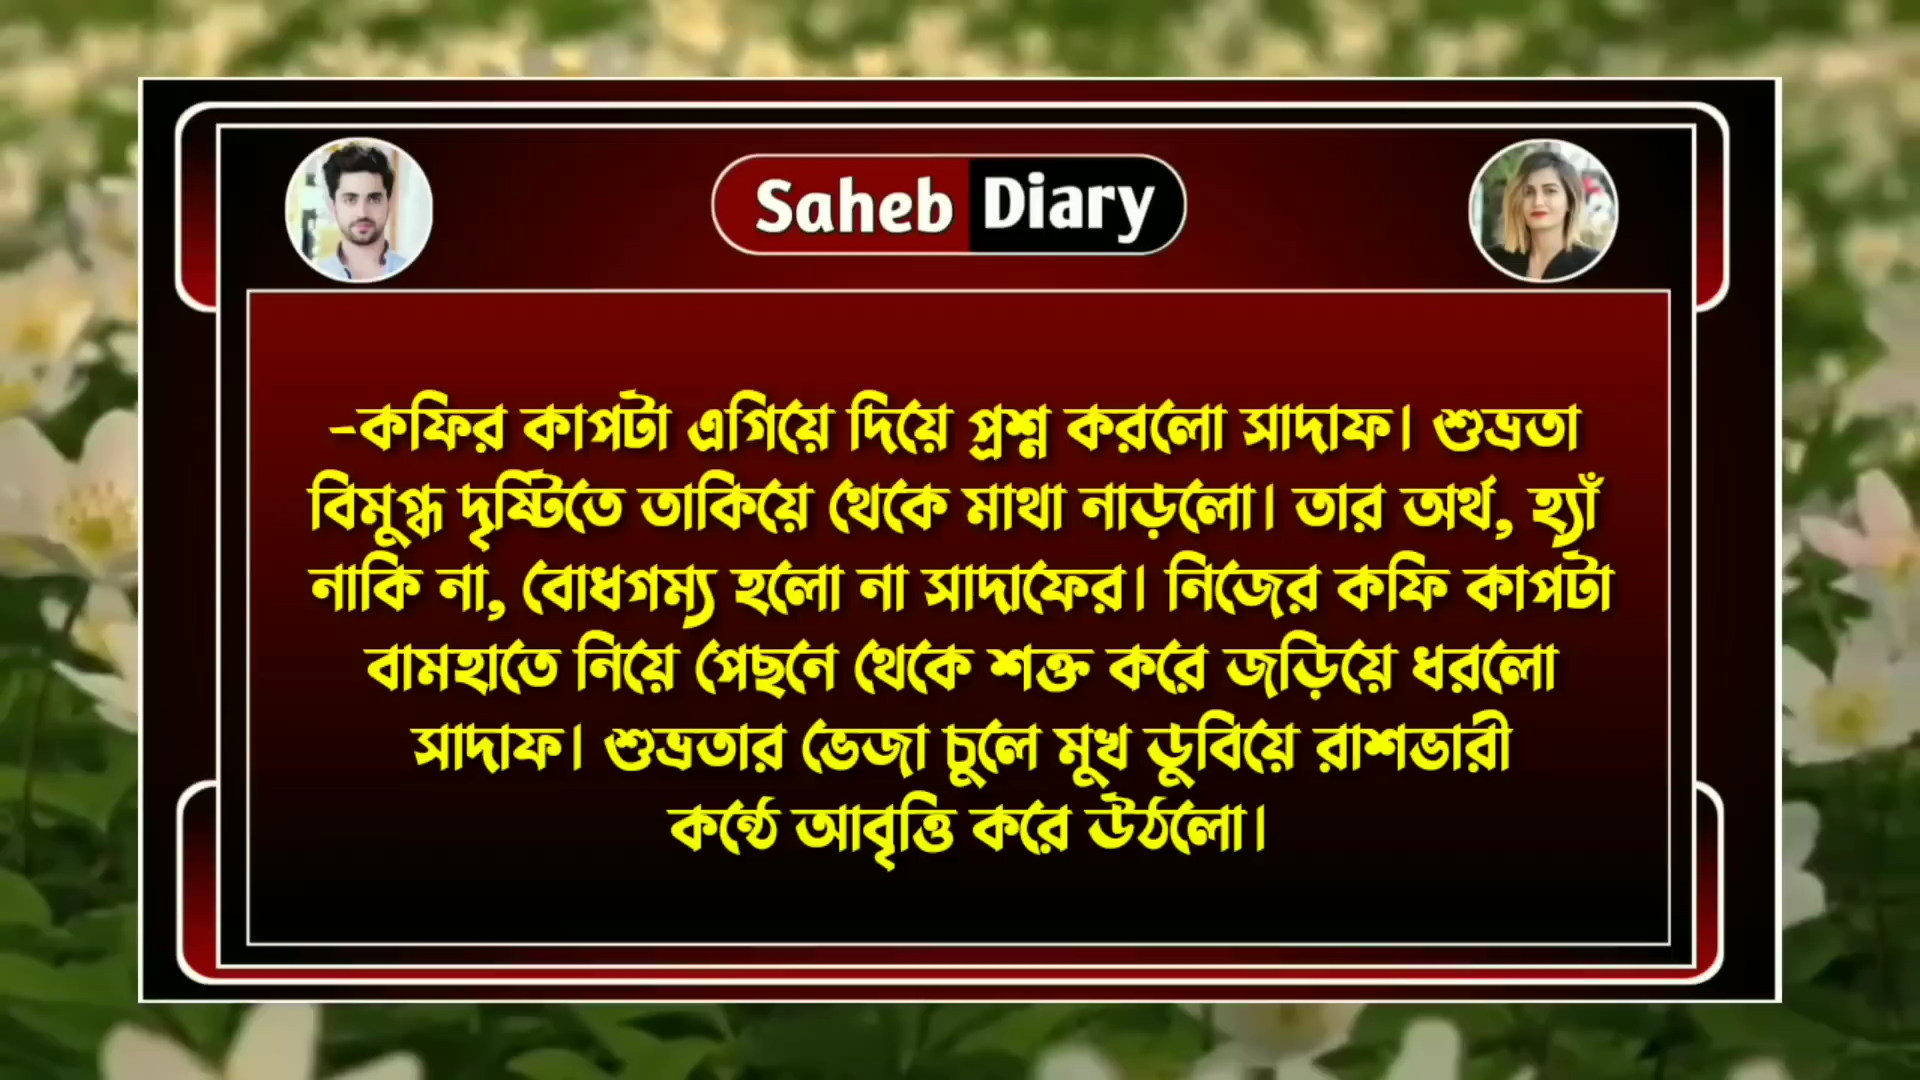 Saheb Diary
-কফির কাপটা এগিয়ে দিয়ে প্রশ্ন করলো সাদাফ। শুভ্রতা
বিমুগ্ধ দৃষ্টিতে তাকিয়ে থেকে মাথা নাড়লো। তার অর্থ, হ্যাঁ
নাকি না, বোধগম্য হলো না সাদাফের। নিজের কফি কাপটা
বামহাতে নিয়ে পেছনে থেকে শক্ত করে জড়িয়ে ধরলো
সাদাফ। শুভ্রতার ভেজা চুলে মুখ ডুবিয়ে রাশভারী
কন্ঠে আবৃত্তি করে উঠলো।